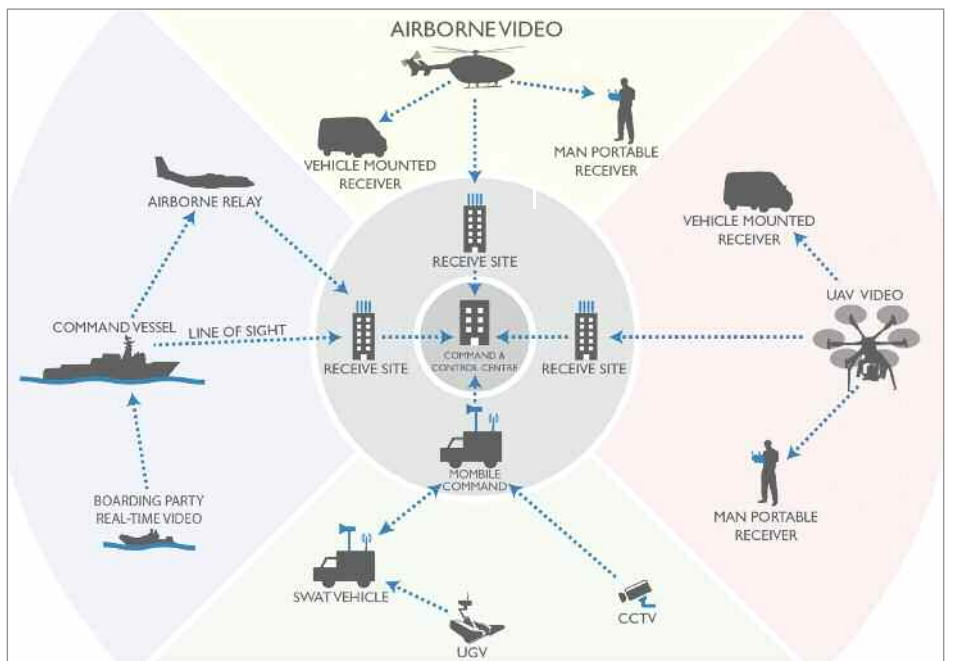 AIRBORNE VIDEO
VEHICLE MOUNTED
RECEIVER
MAN PORTABLE
RECEIVER
AIRBORNE RELAY
VEHICLE MOUNTED
RECEIVER
RECEIVE SITE
UAV VIDEO
COMMAND VESSEL
LINE OF SIGHT
RECEIVE SITE
COMMAND &
CONTROL CENTRE
RECEIVE SITE
MOMBILE
COMMAND
BOARDING PARTY
REAL-TIME VIDEO
MAN PORTABLE
RECEIVER
SWAT VEHICLE
CCTV
UGV